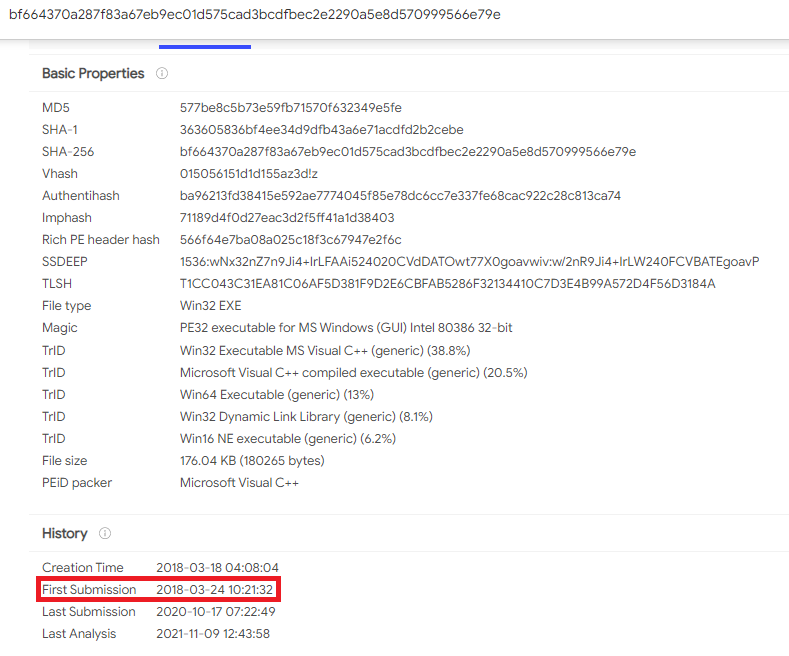 bf664370a287f83a67eb9ec01d575cad3bcdfbec2e2290a5e8d570999566e79e
Basic Properties
MD5 577be8c5b73e59fb71570f632349e5fe
SHA-1 363605836bf4ee34d9dfb43a6e71acdfd2b2cebe
SHA-256 bf664370a287f83a67eb9ec01d575cad3bcdfbec2e2290a5e8d570999566e79e
Vhash 015056151d1d155az3d!z
Authentihash ba96213fd38415e592ae7774045f85e78dc6cc7e337fe68cac922c28c813ca74
Imphash 71189d4f0d27eac3d2f5ff41a1d38403
Rich PE header hash 566f64e7ba08a025c18f3c67947e2f6c
SSDEEP 1536:wNx32nZ7n9Ji4+IrLFAAi524020CVdDATOwt77X0goavwiv:w/2nR9Ji4+IrLW240FCVBATEgoavP
TLSH T1CC043C31EA81C06AF5D381F9D2E6CBFAB5286F32134410C7D3E4B99A572D4F56D3184A
File type Win32 EXE
Magic PE32 executable for MS Windows (GUI) Intel 80386 32-bit
TrID Win32 Executable MS Visual C++ (generic) (38.8%)
TrID Microsoft Visual C++ compiled executable (generic) (20.5%)
TrID Win64 Executable (generic) (13%)
TrID Win32 Dynamic Link Library (generic) (8.1%)
TrID Win16 NE executable (generic) (6.2%)
File size 176.04 KB (180265 bytes)
PEiD packer Microsoft Visual C++
History
Creation Time 2018-03-18 04:08:04
First Submission 2018-03-24 10:21:32
Last Submission 2020-10-17 07:22:49
Last Analysis 2021-11-09 12:43:58